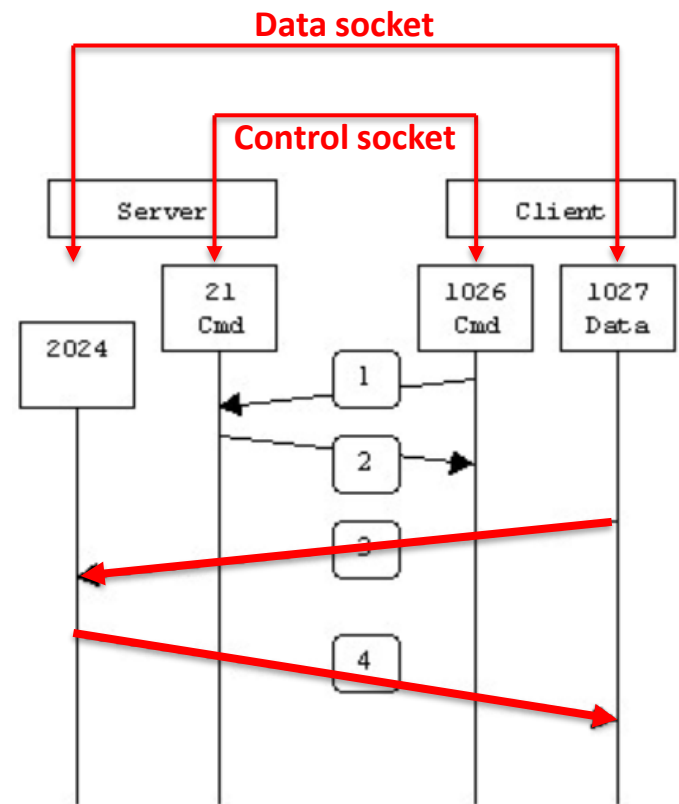 Data socket
Control socket
Server
Client
21
Cmd
1026
Cmd
1027
Data
2024
1
2
3
4